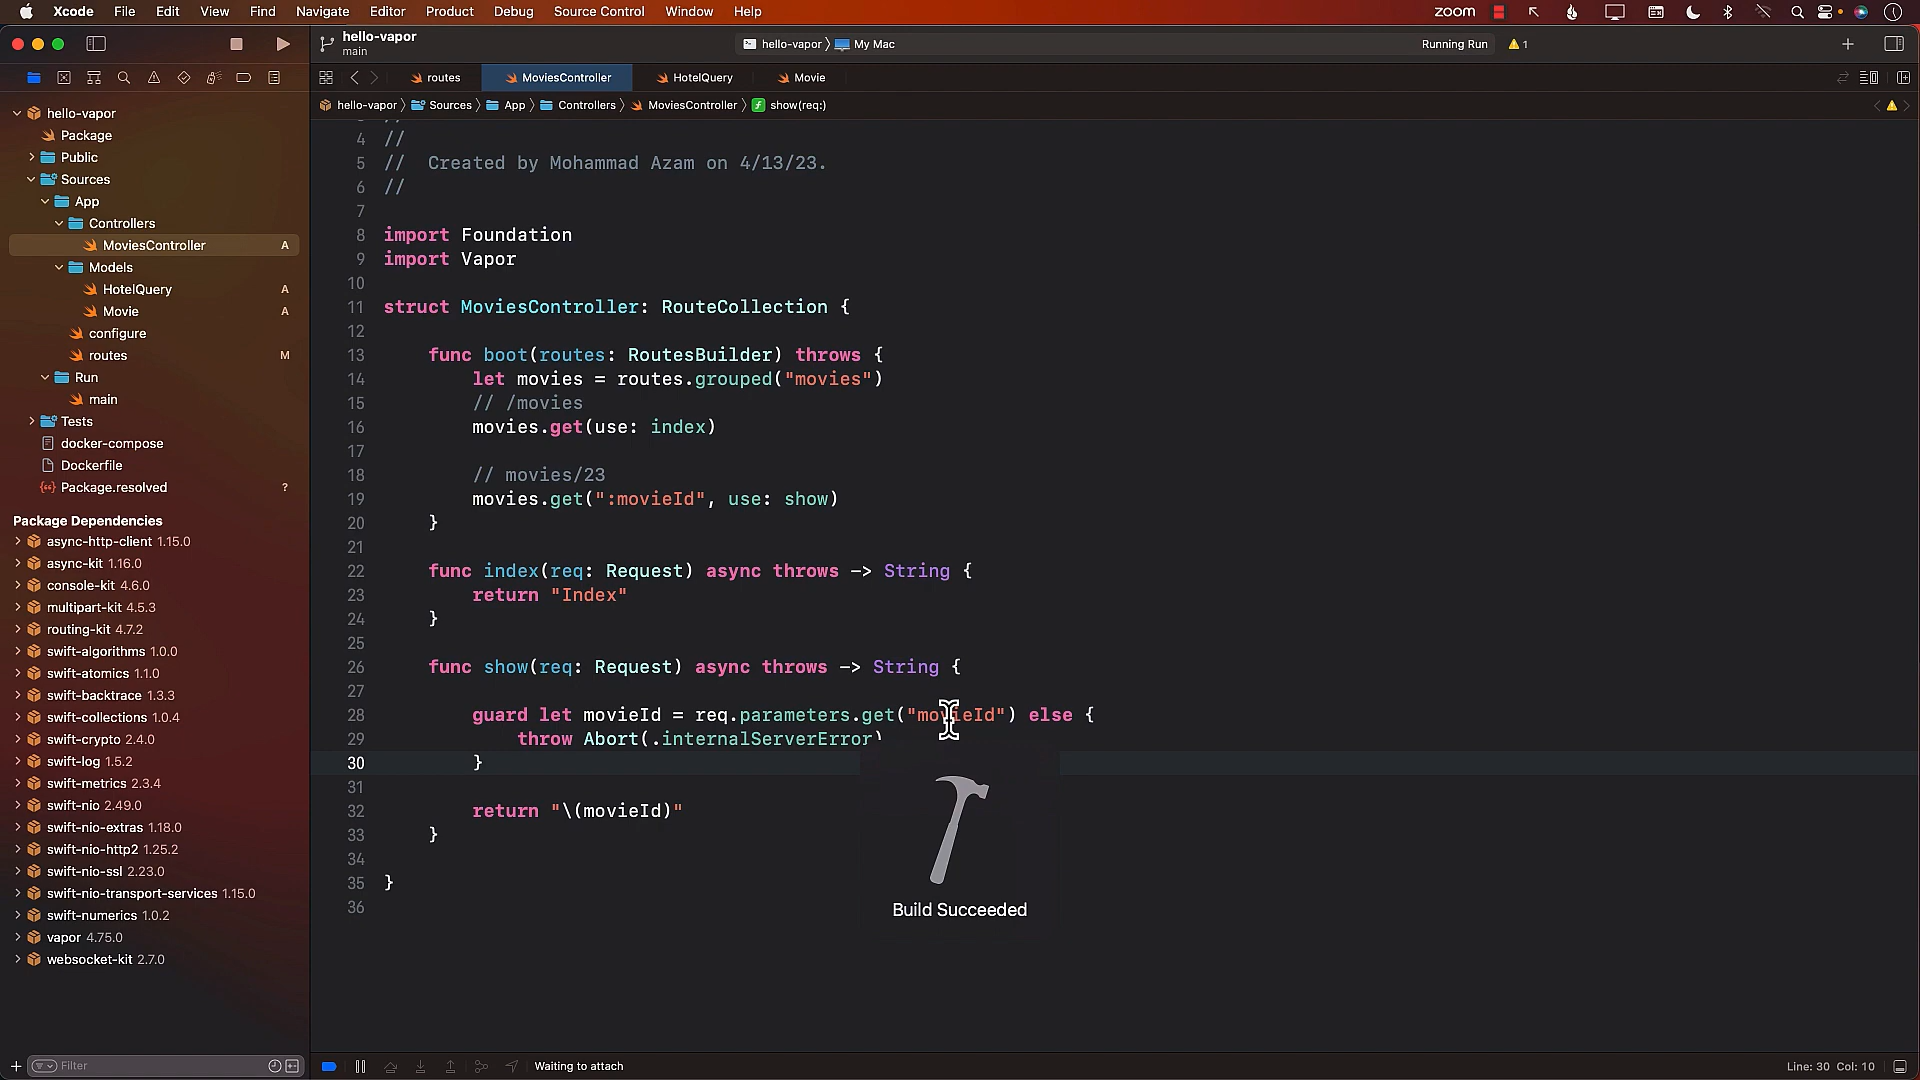 Xcode File Edit View Find Navigate Editor Product Debug Source Control Window Help
zoom
hello-vapor
main
hello-vapor My Mac
Running Run 1
routes MoviesController HotelQuery Movie
hello-vapor Sources App Controllers MoviesController show(req:)
hello-vapor
Package
Public
Sources
App
Controllers
MoviesController A
Models
HotelQuery A
Movie A
configure
routes M
Run
main
Tests
docker-compose
Dockerfile
Package.resolved ?
Package Dependencies
async-http-client 1.15.0
async-kit 1.16.0
console-kit 4.6.0
multipart-kit 4.5.3
routing-kit 4.7.2
swift-algorithms 1.0.0
swift-atomics 1.1.0
swift-backtrace 1.3.3
swift-collections 1.0.4
swift-crypto 2.4.0
swift-log 1.5.2
swift-metrics 2.3.4
swift-nio 2.49.0
swift-nio-extras 1.18.0
swift-nio-http2 1.25.2
swift-nio-ssl 2.23.0
swift-nio-transport-services 1.15.0
swift-numerics 1.0.2
vapor 4.75.0
websocket-kit 2.7.0
Filter
4 //
5 // Created by Mohammad Azam on 4/13/23.
6 //
7
8 import Foundation
9 import Vapor
10
11 struct MoviesController: RouteCollection {
12
13 func boot(routes: RoutesBuilder) throws {
14 let movies = routes.grouped("movies")
15 // /movies
16 movies.get(use: index)
17
18 // movies/23
19 movies.get(":movieId", use: show)
20 }
21
22 func index(req: Request) async throws -> String {
23 return "Index"
24 }
25
26 func show(req: Request) async throws -> String {
27
28 guard let movieId = req.parameters.get("movieId") else {
29 throw Abort(.internalServerError)
30 }
31
32 return "\(movieId)"
33 }
34
35 }
36
Build Succeeded
Waiting to attach
Line: 30 Col: 10